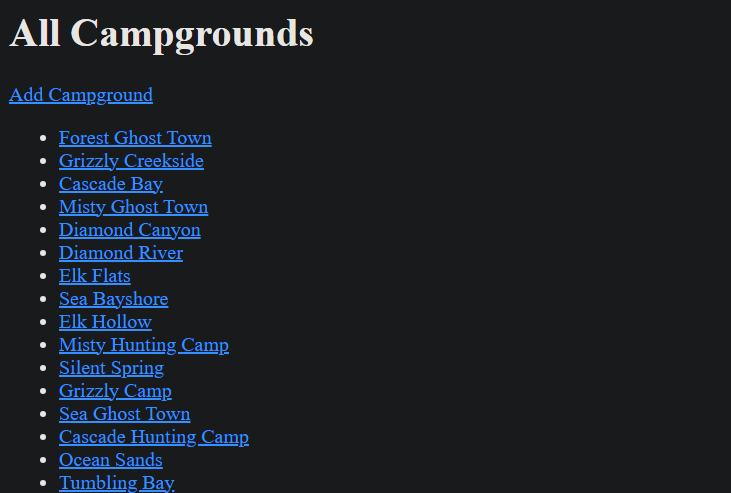 All Campgrounds
Add Campground
Forest Ghost Town
Grizzly Creekside
Cascade Bay
Misty Ghost Town
Diamond Canyon
Diamond River
Elk Flats
Sea Bayshore
Elk Hollow
Misty Hunting Camp
Silent Spring
Grizzly Camp
Sea Ghost Town
Cascade Hunting Camp
Ocean Sands
Tumbling Bay